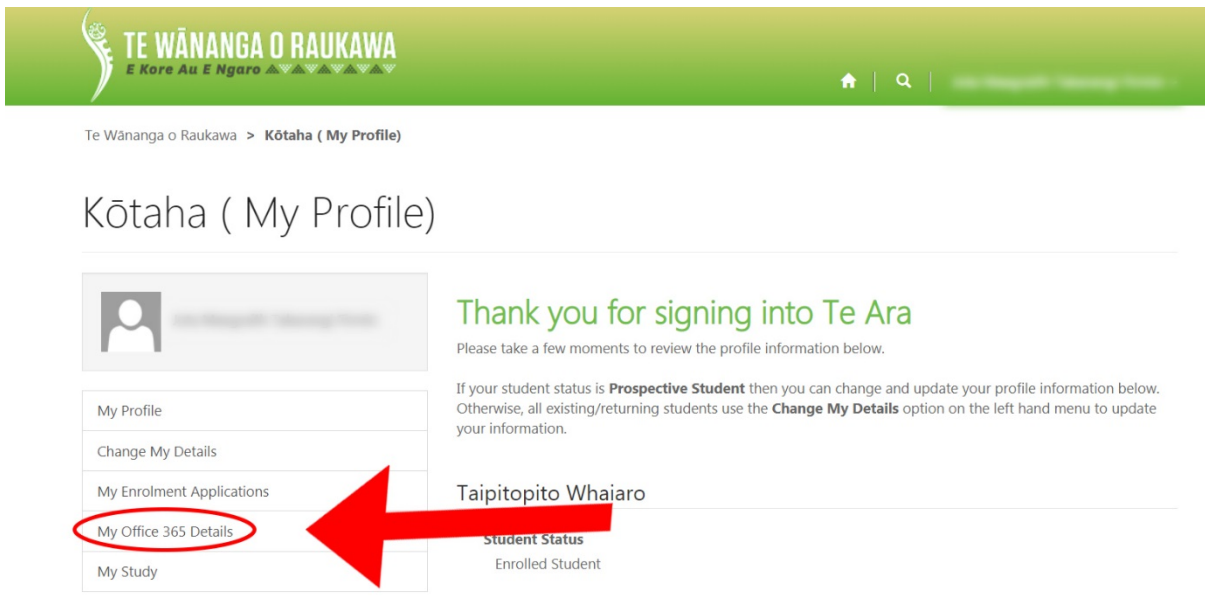 TE WĀNANGA O RAUKAWA
E Kore Au E Ngaro
Te Wānanga o Raukawa > Kōtaha ( My Profile)
Kōtaha ( My Profile)
My Profile
Change My Details
My Enrolment Applications
My Office 365 Details
My Study
Thank you for signing into Te Ara
Please take a few moments to review the profile information below.
If your student status is Prospective Student then you can change and update your profile information below.
Otherwise, all existing/returning students use the Change My Details option on the left hand menu to update
your information.
Taipitopito Whaiaro
Student Status
Enrolled Student